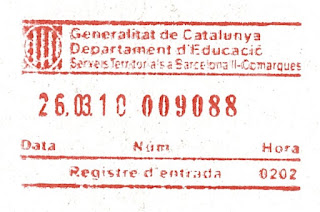 Generalitat de Catalunya
Departament d'Educació
Serveis Territorials a Barcelona II-Comarques
26.03.10 009088
Data Núm. Hora
Registre d'entrada 0202